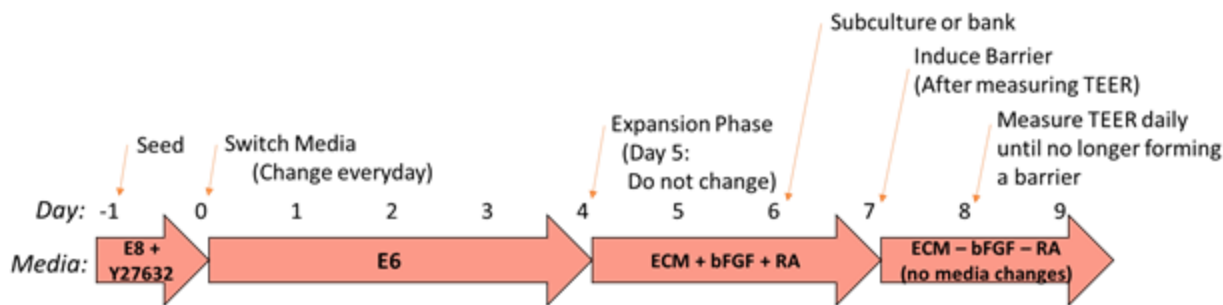 Subculture or bank
Induce Barrier
(After measuring TEER)
Seed
Switch Media
(Change everyday)
Expansion Phase
(Day 5:
Do not change)
Measure TEER daily
until no longer forming
a barrier
Day: -1 0 1 2 3 4 5 6 7 8 9
Media:
E8 +
Y27632
E6
ECM + bFGF + RA
ECM – bFGF – RA
(no media changes)